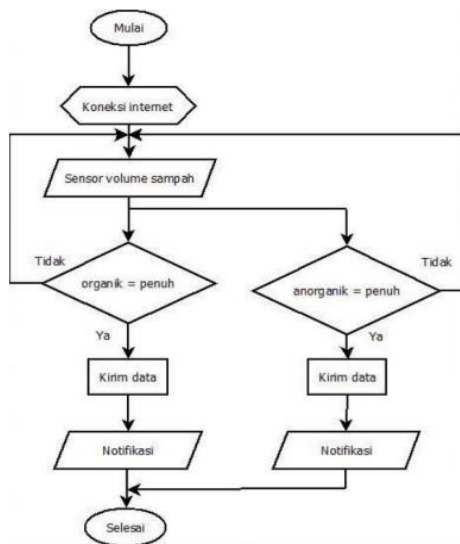 Mulai
Koneksi internet
Sensor volume sampah
Tidak
Tidak
organik = penuh
anorganik = penuh
Ya
Ya
Kirim data
Kirim data
Notifikasi
Notifikasi
Selesai